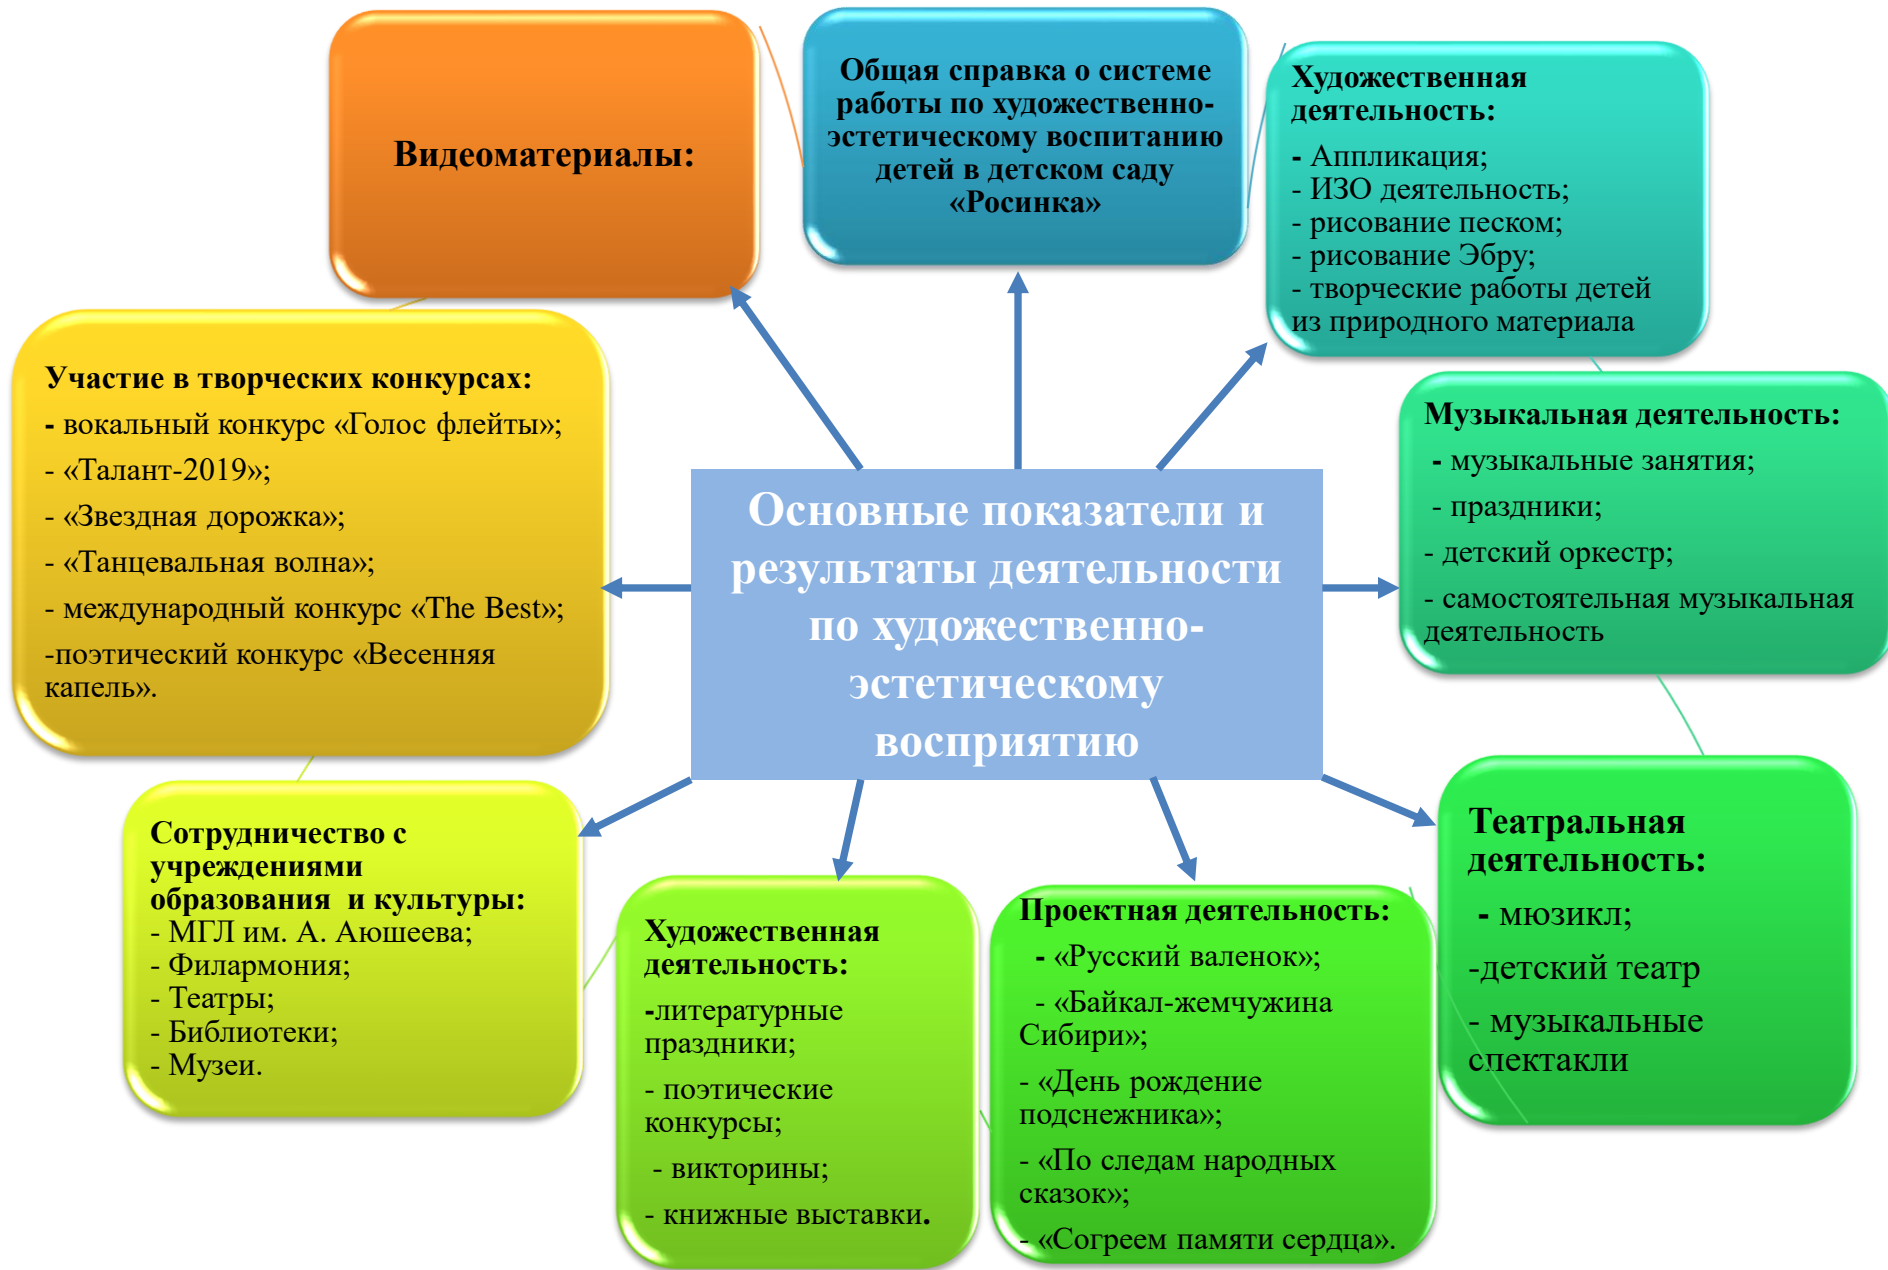 Видеоматериалы:
Общая справка о системе
работы по художественно-
эстетическому воспитанию
детей в детском саду
«Росинка»
Художественная
деятельность:
- Аппликация;
- ИЗО деятельность;
- рисование песком;
- рисование Эбру;
- творческие работы детей
из природного материала
Участие в творческих конкурсах:
- вокальный конкурс «Голос флейты»;
- «Талант-2019»;
- «Звездная дорожка»;
- «Танцевальная волна»;
- международный конкурс «The Best»;
-поэтический конкурс «Весенняя
капель».
Основные показатели и
результаты деятельности
по художественно-
эстетическому
восприятию
Музыкальная деятельность:
- музыкальные занятия;
- праздники;
- детский оркестр;
- самостоятельная музыкальная
деятельность
Сотрудничество с
учреждениями
образования  и культуры:
- МГЛ им. А. Аюшеева;
- Филармония;
- Театры;
- Библиотеки;
- Музеи.
Художественная
деятельность:
-литературные
праздники;
- поэтические
конкурсы;
- викторины;
- книжные выставки.
Проектная деятельность:
- «Русский валенок»;
- «Байкал-жемчужина
Сибири»;
- «День рождение
подснежника»;
- «По следам народных
сказок»;
- «Согреем памяти сердца».
Театральная
деятельность:
- мюзикл;
-детский театр
- музыкальные
спектакли